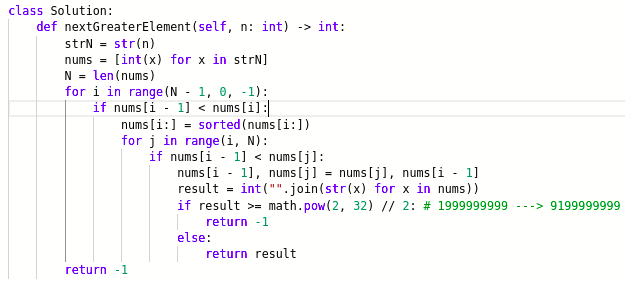 class Solution:
    def nextGreaterElement(self, n: int) -> int:
        strN = str(n)
        nums = [int(x) for x in strN]
        N = len(nums)
        for i in range(N - 1, 0, -1):
            if nums[i - 1] < nums[i]:
                nums[i:] = sorted(nums[i:])
                for j in range(i, N):
                    if nums[i - 1] < nums[j]:
                        nums[i - 1], nums[j] = nums[j], nums[i - 1]
                        result = int("".join(str(x) for x in nums))
                        if result >= math.pow(2, 32) // 2: # 1999999999 ---> 9199999999
                            return -1
                        else:
                            return result
        return -1